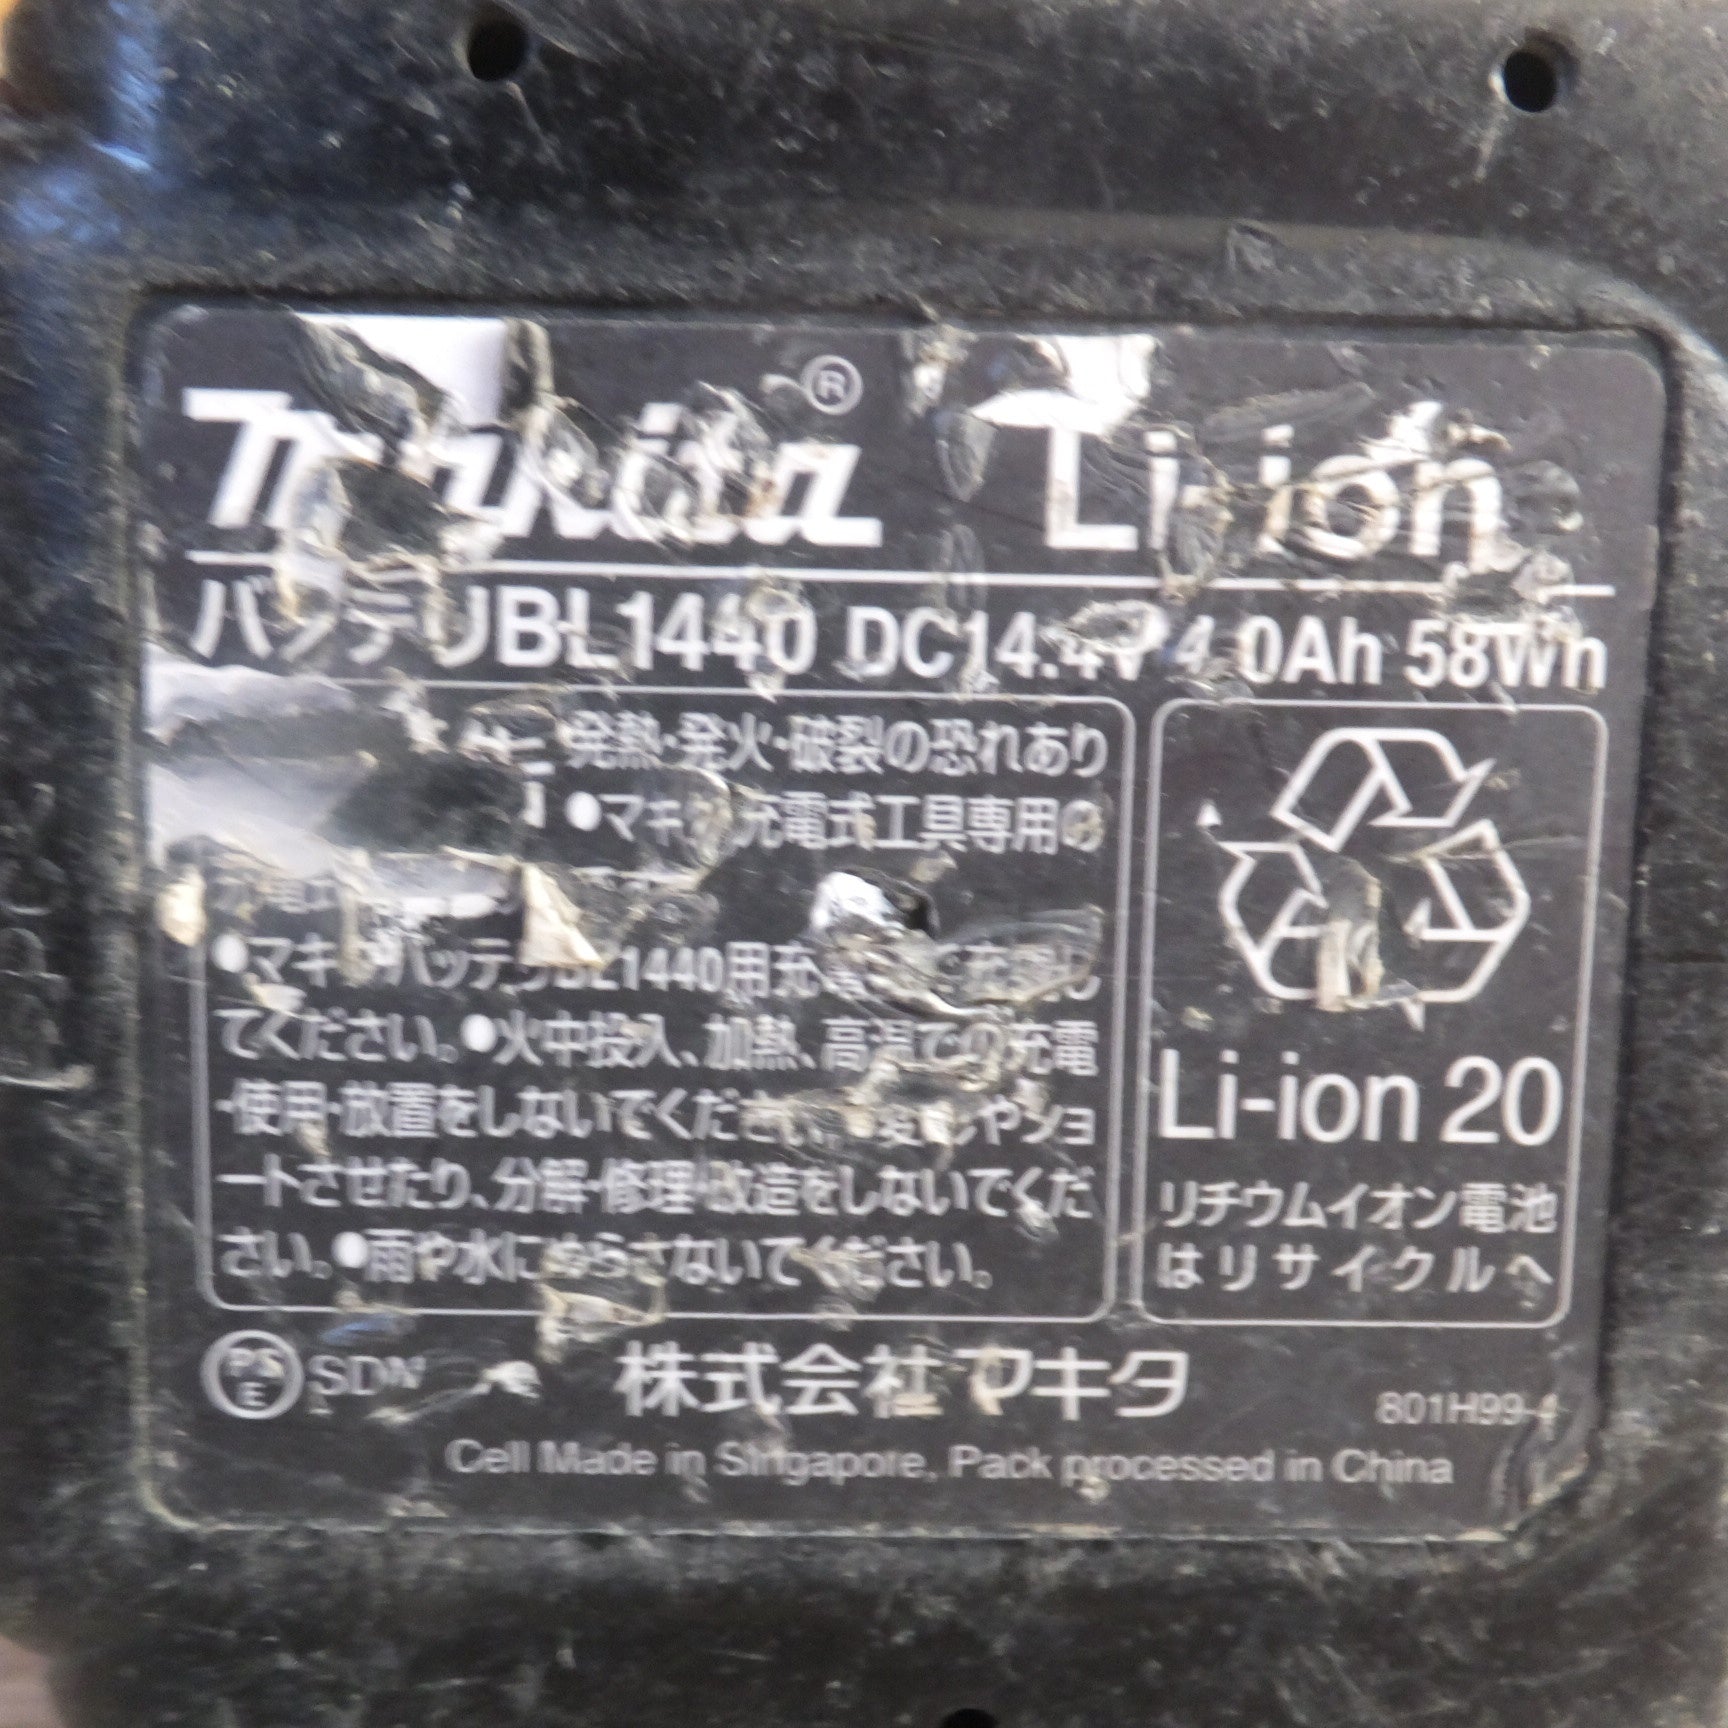 makita® Li-ion
バッテリBL1440 DC14.4V 4.0Ah 58Wh
発熱・発火・破裂の恐れあり
●マキタ充電式工具専用の
●マキタバッテリBL1440用充電器で充電し
てください。●火中投入、加熱、高温での充電
・使用・放置をしないでください。●変形やショ
ートさせたり、分解・修理・改造をしないでくだ
さい。●雨や水にぬらさないでください。
Li-ion 20
リチウムイオン電池
はリサイクルへ
PSE SDN
株式会社マキタ
801H99-4
Cell Made in Singapore, Pack processed in China